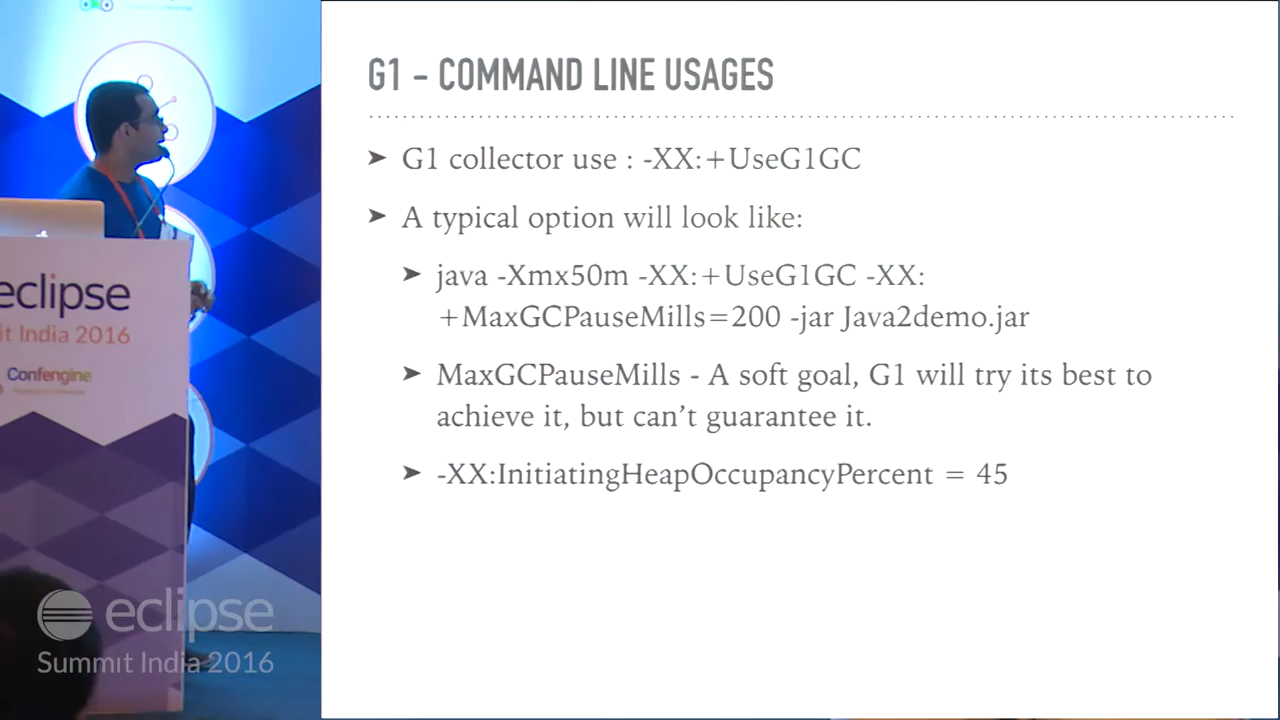 G1 - COMMAND LINE USAGES
➤ G1 collector use : -XX:+UseG1GC
➤ A typical option will look like:
➤ java -Xmx50m -XX:+UseG1GC -XX:
+MaxGCPauseMills=200 -jar Java2demo.jar
➤ MaxGCPauseMills - A soft goal, G1 will try its best to
achieve it, but can't guarantee it.
➤ -XX:InitiatingHeapOccupancyPercent = 45
eclipse
it India 2016
Confengine
eclipse
Summit India 2016